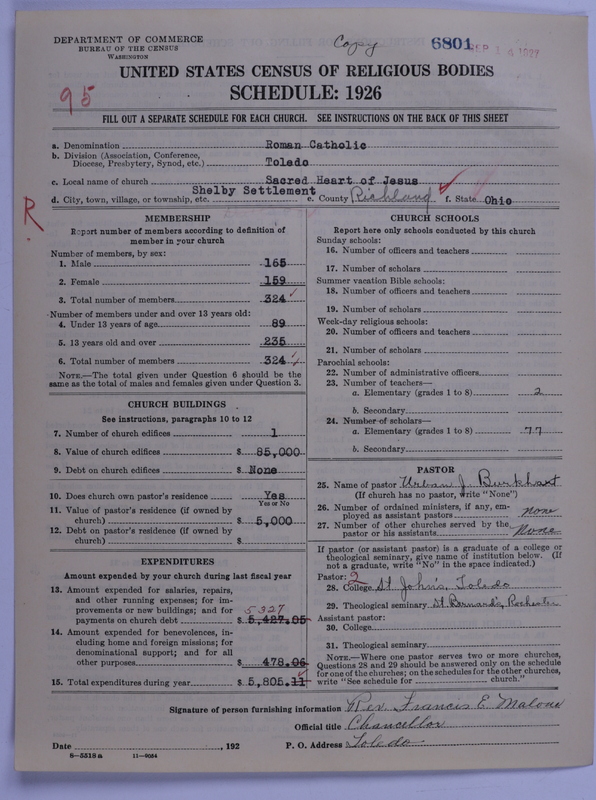 DEPARTMENT OF COMMERCE
BUREAU OF THE CENSUS
WASHINGTON
Copy
6801
SEP 14 1927
UNITED STATES CENSUS OF RELIGIOUS BODIES
SCHEDULE: 1926
95
FILL OUT A SEPARATE SCHEDULE FOR EACH CHURCH. SEE INSTRUCTIONS ON THE BACK OF THIS SHEET
a. Denomination Roman Catholic
b. Division (Association, Conference, Diocese, Presbytery, Synod, etc.) Toledo
c. Local name of church Sacred Heart of Jesus
d. City, town, village, or township, etc. Shelby Settlement e. County Richland f. State Ohio
R
MEMBERSHIP
Report number of members according to definition of
member in your church
Number of members, by sex:
1. Male 165
2. Female 159
3. Total number of members 324
Number of members under and over 13 years old:
4. Under 13 years of age 89
5. 13 years old and over 235
6. Total number of members 324
NOTE.—The total given under Question 6 should be the
same as the total of males and females given under Question 3.
CHURCH BUILDINGS
See instructions, paragraphs 10 to 12
7. Number of church edifices 1
8. Value of church edifices $ 85,000
9. Debt on church edifices $ None
10. Does church own pastor's residence Yes
Yes or No
11. Value of pastor's residence (if owned by
church) $ 5,000
12. Debt on pastor's residence (if owned by
church) $
EXPENDITURES
Amount expended by your church during last fiscal year
13. Amount expended for salaries, repairs,
and other running expenses; for im-
provements or new buildings; and for
payments on church debt $ 5,427.05
5327
14. Amount expended for benevolences, in-
cluding home and foreign missions; for
denominational support; and for all
other purposes $ 478.06
15. Total expenditures during year $ 5,805.11
CHURCH SCHOOLS
Report here only schools conducted by this church
Sunday schools:
16. Number of officers and teachers
17. Number of scholars
Summer vacation Bible schools:
18. Number of officers and teachers
19. Number of scholars
Week-day religious schools:
20. Number of officers and teachers
21. Number of scholars
Parochial schools:
22. Number of administrative officers
23. Number of teachers—
a. Elementary (grades 1 to 8) 2
b. Secondary
24. Number of scholars—
a. Elementary (grades 1 to 8) 77
b. Secondary
PASTOR
25. Name of pastor Urban J. Burkhart
(If church has no pastor, write "None")
26. Number of ordained ministers, if any, em-
ployed as assistant pastors none
27. Number of other churches served by the
pastor or his assistants None
If pastor (or assistant pastor) is a graduate of a college or
theological seminary, give name of institution below. (If
not a graduate, write "No" in the space indicated.)
Pastor: 2
28. College St. John's, Toledo
29. Theological seminary St. Bernard's, Rochester
Assistant pastor:
30. College
31. Theological seminary
NOTE.—Where one pastor serves two or more churches,
Questions 28 and 29 should be answered only on the schedule
for one of the churches; on the schedules for the other churches,
write "See schedule for church."
Signature of person furnishing information Rev. Francis E. Malone
Official title Chancellor
Date , 192 P. O. Address Toledo
8—5518 a 11—9054